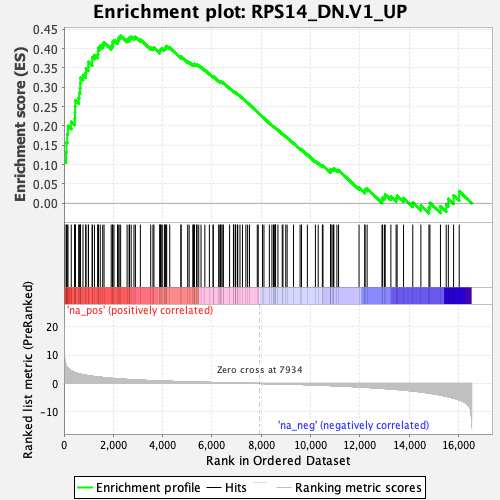 Enrichment plot: RPS14_DN.V1_UP
Enrichment score (ES)
0.45
0.40
0.35
0.30
0.25
0.20
0.15
0.10
0.05
0.00
'na_pos' (positively correlated)
Ranked list metric (PreRanked)
20
10
0
-10
Zero cross at 7934
'na_neg' (negatively correlated)
0
2,000
4,000
6,000
8,000
10,000
12,000
14,000
16,000
Rank in Ordered Dataset
Enrichment profile
Hits
Ranking metric scores